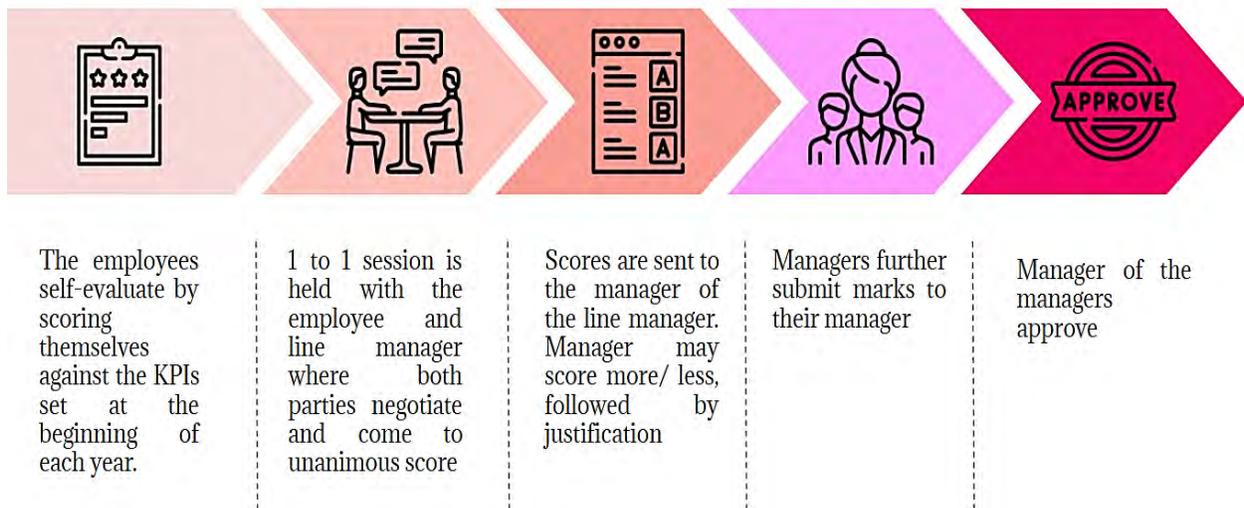 A
B
A
APPROVE
The employees
self-evaluate by
scoring
themselves
against the KPIs
set at the
beginning of
each year.
1 to 1 session is
held with the
employee and
line manager
where both
parties negotiate
and come to
unanimous score
Scores are sent to
the manager of
the line manager.
Manager may
score more/ less,
followed by
justification
Managers further
submit marks to
their manager
Manager of the
managers
approve